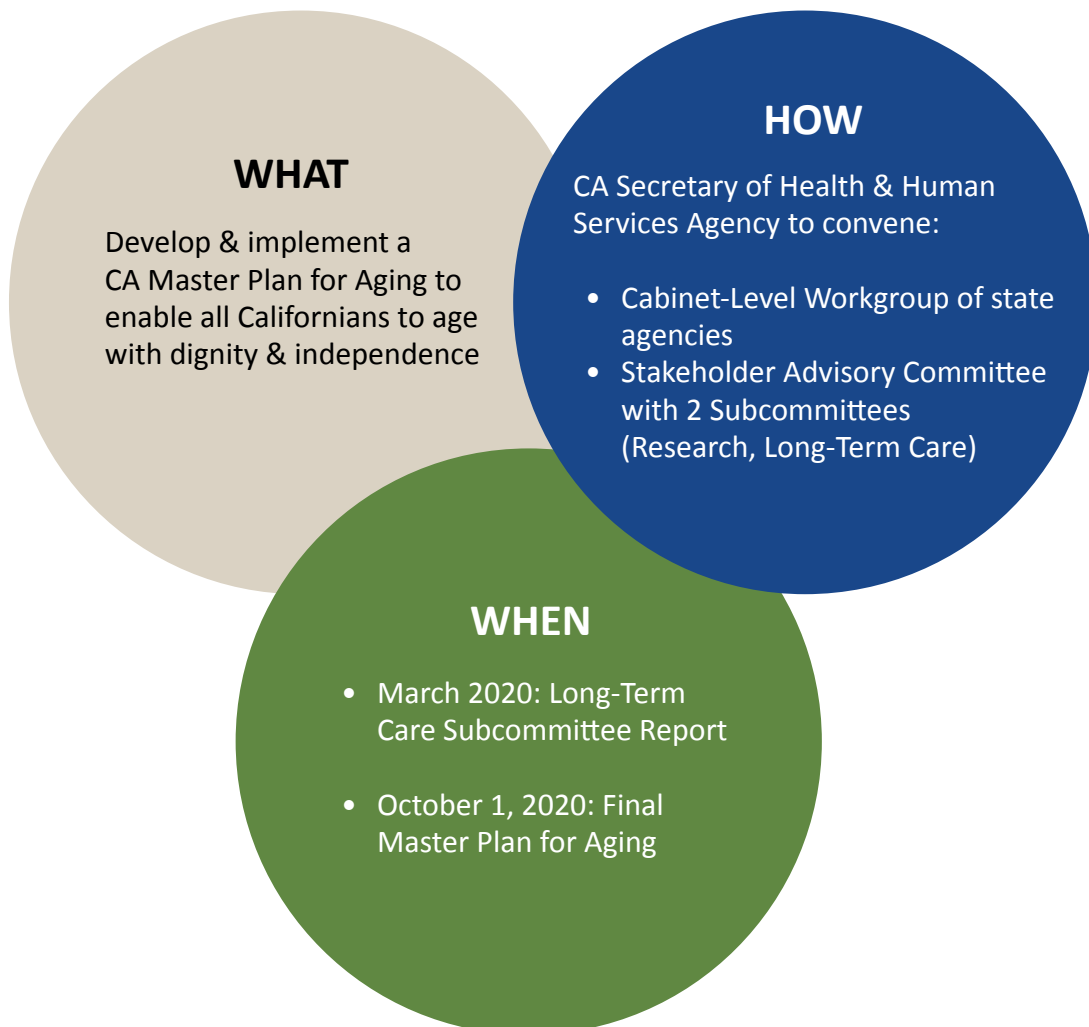 WHAT
Develop & implement a
CA Master Plan for Aging to
enable all Californians to age
with dignity & independence
HOW
CA Secretary of Health & Human
Services Agency to convene:
• Cabinet-Level Workgroup of state
agencies
• Stakeholder Advisory Committee
with 2 Subcommittees
(Research, Long-Term Care)
WHEN
• March 2020: Long-Term
Care Subcommittee Report
• October 1, 2020: Final
Master Plan for Aging